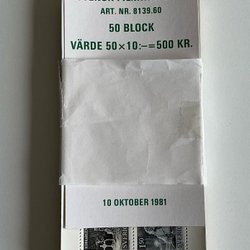 ART. NR. 8139.60
50 BLOCK
VÄRDE 50×10:–=500 KR.
10 OKTOBER 1981